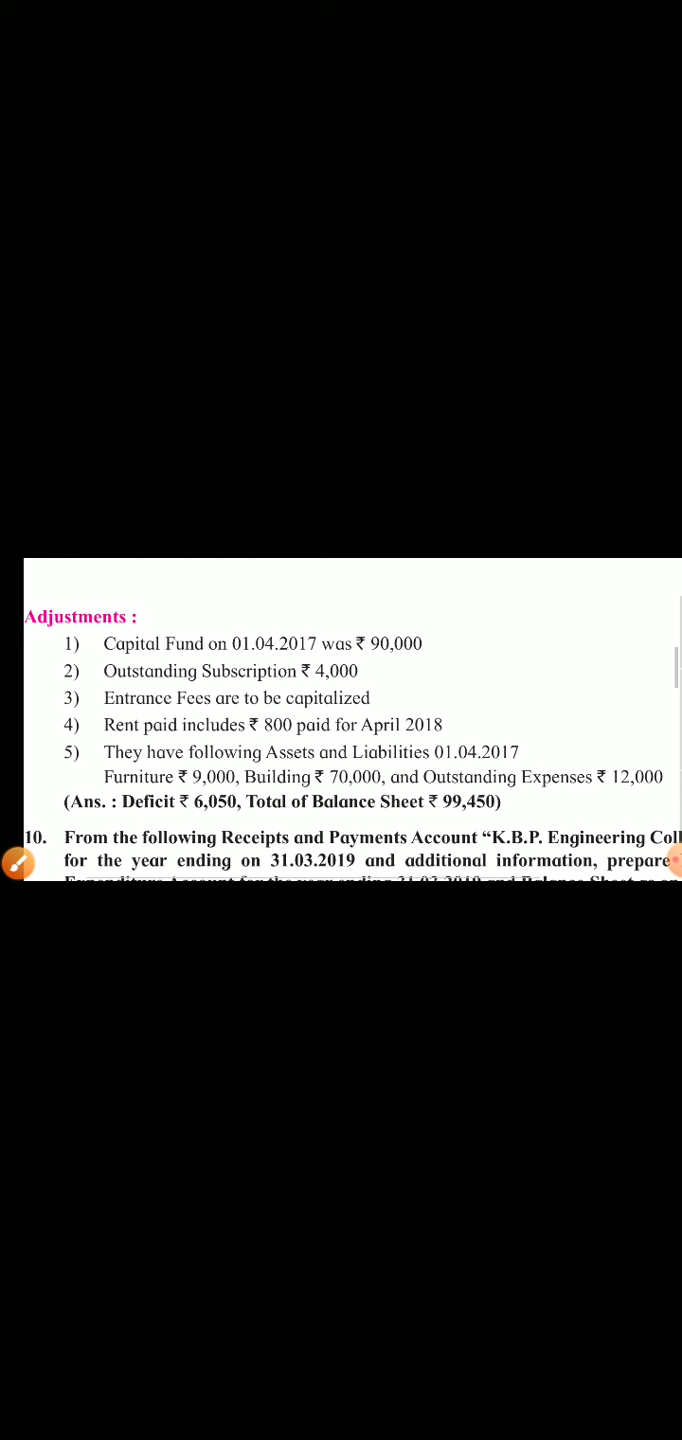 Adjustments :
1) Capital Fund on 01.04.2017 was ₹ 90,000
2) Outstanding Subscription ₹ 4,000
3) Entrance Fees are to be capitalized
4) Rent paid includes ₹ 800 paid for April 2018
5) They have following Assets and Liabilities 01.04.2017
Furniture ₹ 9,000, Building ₹ 70,000, and Outstanding Expenses ₹ 12,000
(Ans. : Deficit ₹ 6,050, Total of Balance Sheet ₹ 99,450)
10. From the following Receipts and Payments Account “K.B.P. Engineering Col
for the year ending on 31.03.2019 and additional information, prepare